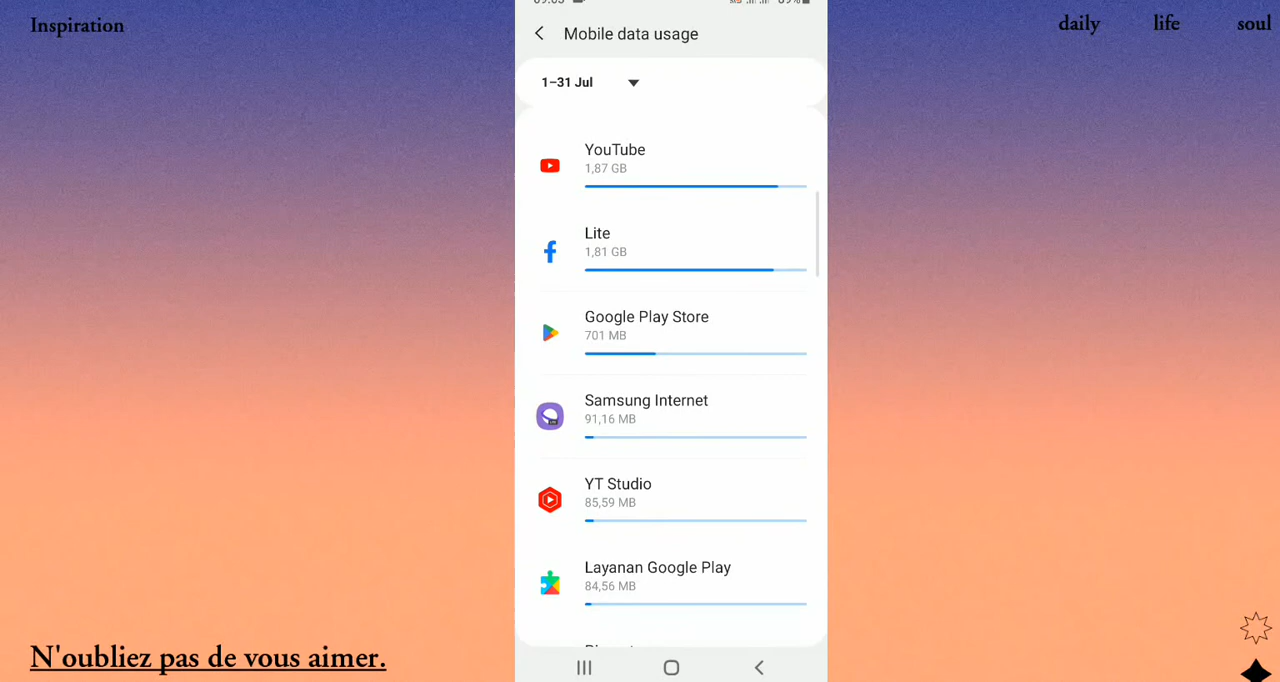 Inspiration
daily life soul
Mobile data usage
1–31 Jul
YouTube
1,87 GB
Lite
1,81 GB
Google Play Store
701 MB
Samsung Internet
91,16 MB
YT Studio
85,59 MB
Layanan Google Play
84,56 MB
N'oubliez pas de vous aimer.